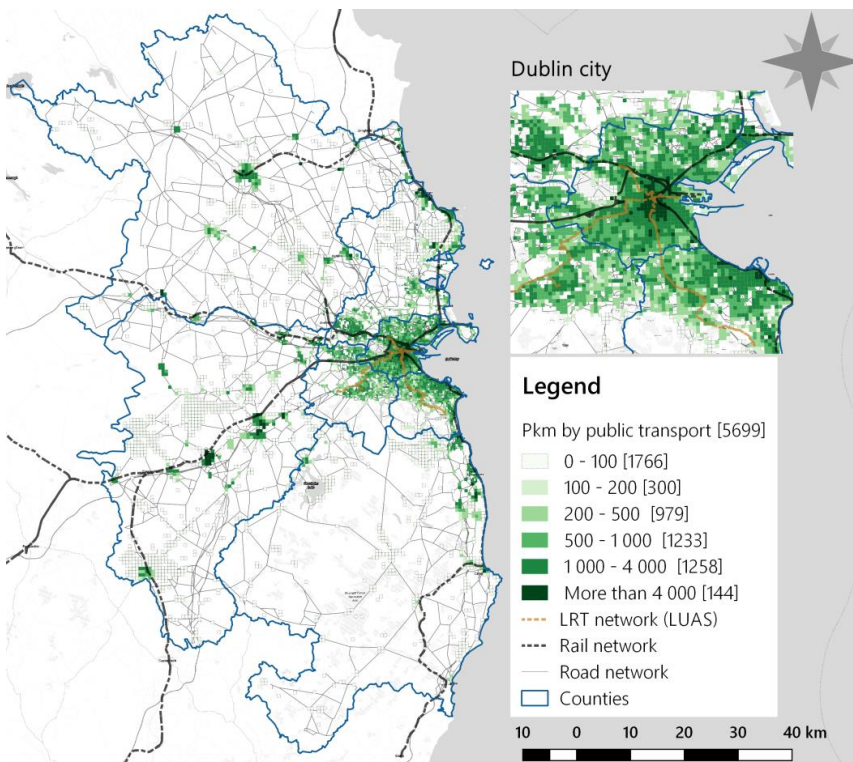 Dublin city
Legend
Pkm by public transport [5699]
0 - 100 [1766]
100 - 200 [300]
200 - 500 [979]
500 - 1 000 [1233]
1 000 - 4 000 [1258]
More than 4 000 [144]
LRT network (LUAS)
Rail network
Road network
Counties
10 0 10 20 30 40 km